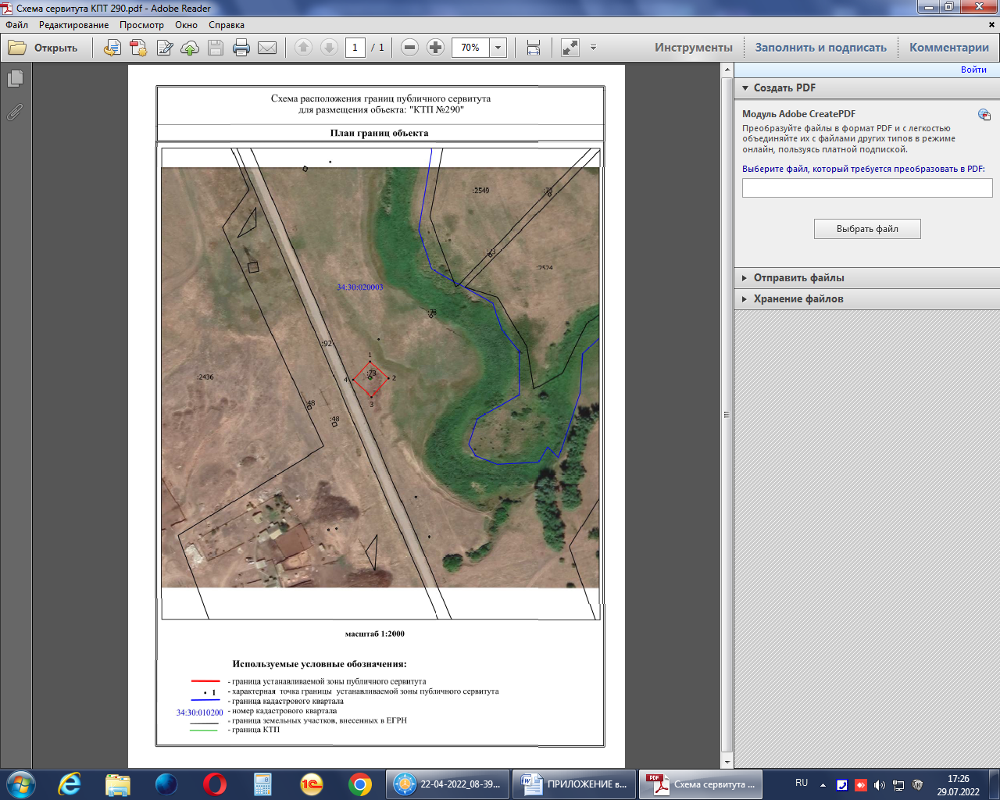 Схема сервитута КПТ 290.pdf - Adobe Reader
Файл Редактирование Просмотр Окно Справка
Открыть 1 / 1 70% Инструменты Заполнить и подписать Комментарии
Войти
Создать PDF
Модуль Adobe CreatePDF
Преобразуйте файлы в формат PDF и с легкостью
объединяйте их с файлами других типов в режиме
онлайн, пользуясь платной подпиской.
Выберите файл, который требуется преобразовать в PDF:
Выбрать файл
Отправить файлы
Хранение файлов
Схема расположения границ публичного сервитута
для размещения объекта: "КТП №290"
План границ объекта
:2549
:73
:73
:2524
34:30:020003
:73
:92
1
:2436
:73
4
2
3
:48
:48
масштаб 1:2000
Используемые условные обозначения:
- граница устанавливаемой зоны публичного сервитута
1 - характерная точка границы устанавливаемой зоны публичного сервитута
- граница кадастрового квартала
34:30:010200 - номер кадастрового квартала
- граница земельных участков, внесенных в ЕГРН
- граница КТП
22-04-2022_08-39... ПРИЛОЖЕНИЕ в... Схема сервитута ... RU 17:26
29.07.2022